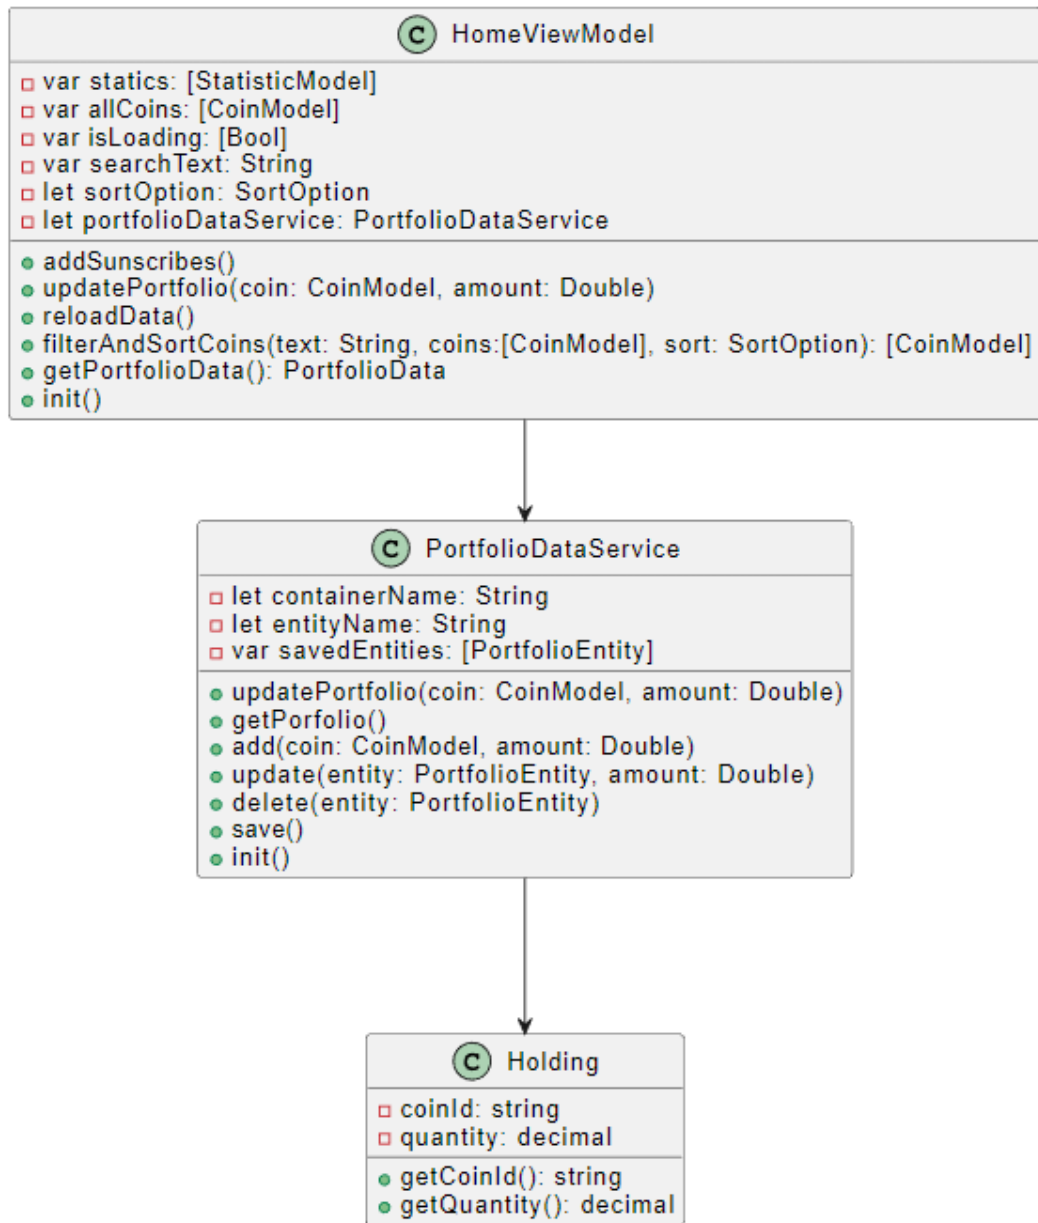 C HomeViewModel
var statics: [StatisticModel]
var allCoins: [CoinModel]
var isLoading: [Bool]
var searchText: String
let sortOption: SortOption
let portfolioDataService: PortfolioDataService
addSunscribes()
updatePortfolio(coin: CoinModel, amount: Double)
reloadData()
filterAndSortCoins(text: String, coins:[CoinModel], sort: SortOption): [CoinModel]
getPortfolioData(): PortfolioData
init()
C PortfolioDataService
let containerName: String
let entityName: String
var savedEntities: [PortfolioEntity]
updatePortfolio(coin: CoinModel, amount: Double)
getPorfolio()
add(coin: CoinModel, amount: Double)
update(entity: PortfolioEntity, amount: Double)
delete(entity: PortfolioEntity)
save()
init()
C Holding
coinId: string
quantity: decimal
getCoinId(): string
getQuantity(): decimal